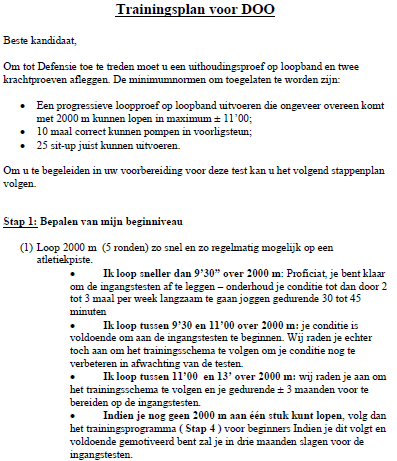 Trainingsplan voor DOO
Beste kandidaat,
Om tot Defensie toe te treden moet u een uithoudingsproef op loopband en twee
krachtproeven afleggen. De minimumnormen om toegelaten te worden zijn:
• Een progressieve loopproef op loopband uitvoeren die ongeveer overeen komt
met 2000 m kunnen lopen in maximum ± 11’00;
• 10 maal correct kunnen pompen in voorligsteun;
• 25 sit-up juist kunnen uitvoeren.
Om u te begeleiden in uw voorbereiding voor deze test kan u het volgend stappenplan
volgen.
Stap 1: Bepalen van mijn beginniveau
(1) Loop 2000 m (5 ronden) zo snel en zo regelmatig mogelijk op een
atletiekpiste.
• Ik loop sneller dan 9’30” over 2000 m: Proficiat, je bent klaar
om de ingangstesten af te leggen – onderhoud je conditie tot dan door 2
tot 3 maal per week langzaam te gaan joggen gedurende 30 tot 45
minuten
• Ik loop tussen 9’30 en 11’00 over 2000 m: je conditie is
voldoende om aan de ingangstesten te beginnen. Wij raden je echter
toch aan om het trainingsschema te volgen om je conditie nog te
verbeteren in afwachting van de testen.
• Ik loop tussen 11’00 en 13’ over 2000 m: wij raden je aan om
het trainingsschema te volgen en je gedurende ± 3 maanden voor te
bereiden op de ingangstesten.
• Indien je nog geen 2000 m aan één stuk kunt lopen, volg dan
het trainingsprogramma ( Stap 4 ) voor beginners Indien je dit volgt en
voldoende gemotiveerd bent zal je in drie maanden slagen voor de
ingangstesten.